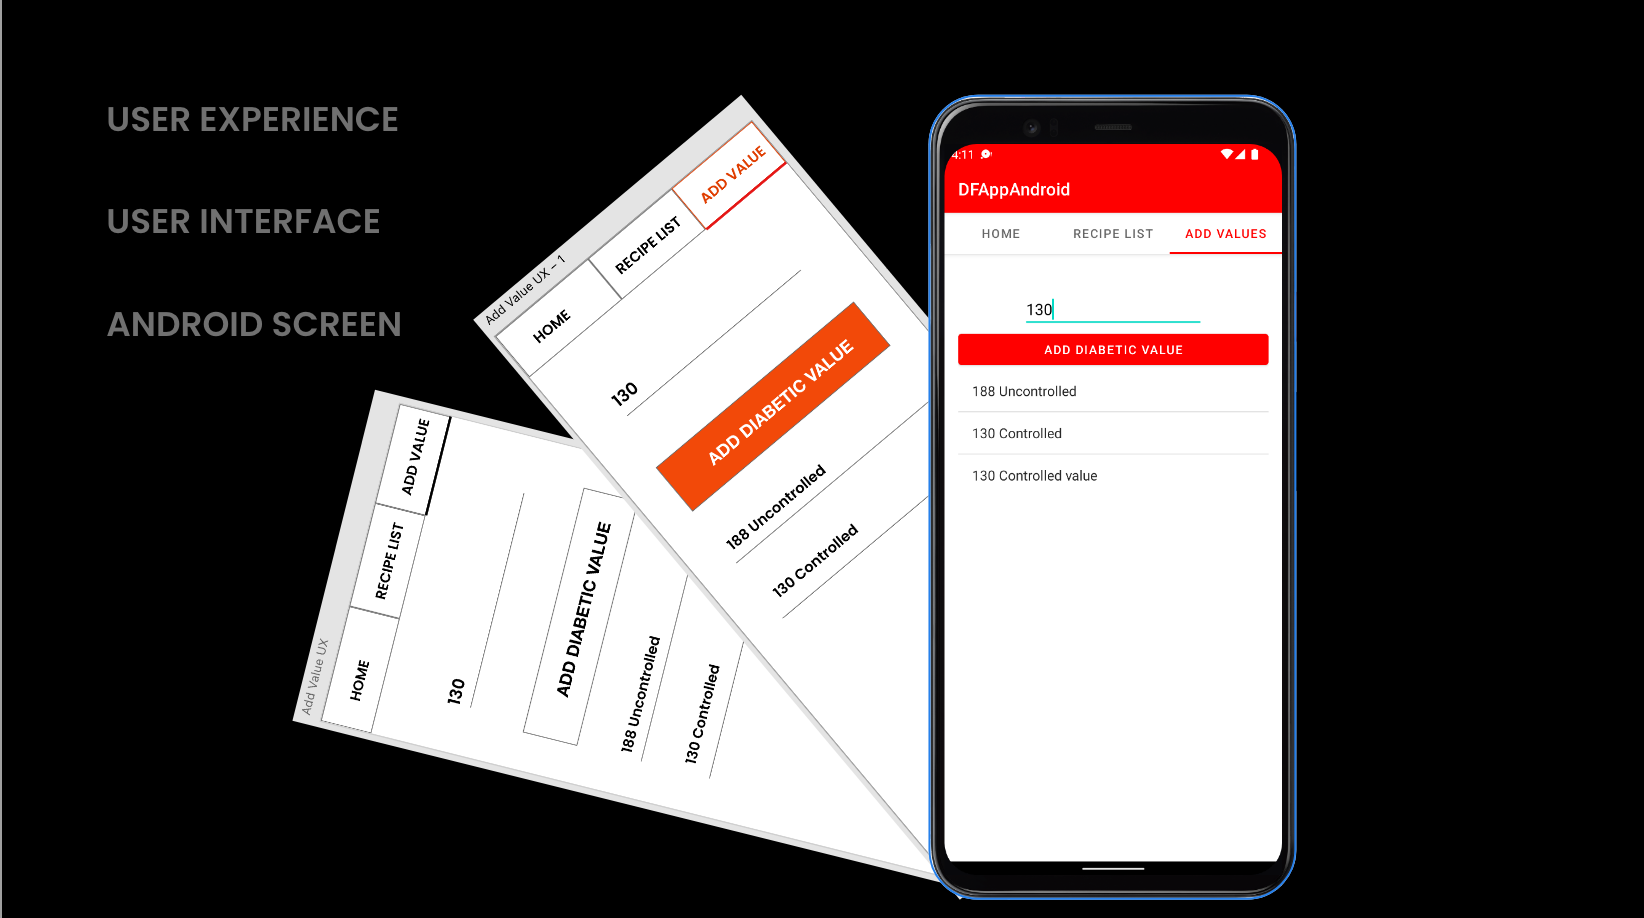 USER EXPERIENCE
USER INTERFACE
ANDROID SCREEN
Add Value UX
HOME
RECIPE LIST
ADD VALUE
130
ADD DIABETIC VALUE
188 Uncontrolled
130 Controlled
Add Value UX – 1
HOME
RECIPE LIST
ADD VALUE
130
ADD DIABETIC VALUE
188 Uncontrolled
130 Controlled
4:11
DFAppAndroid
HOME RECIPE LIST ADD VALUES
130
ADD DIABETIC VALUE
188 Uncontrolled
130 Controlled
130 Controlled value